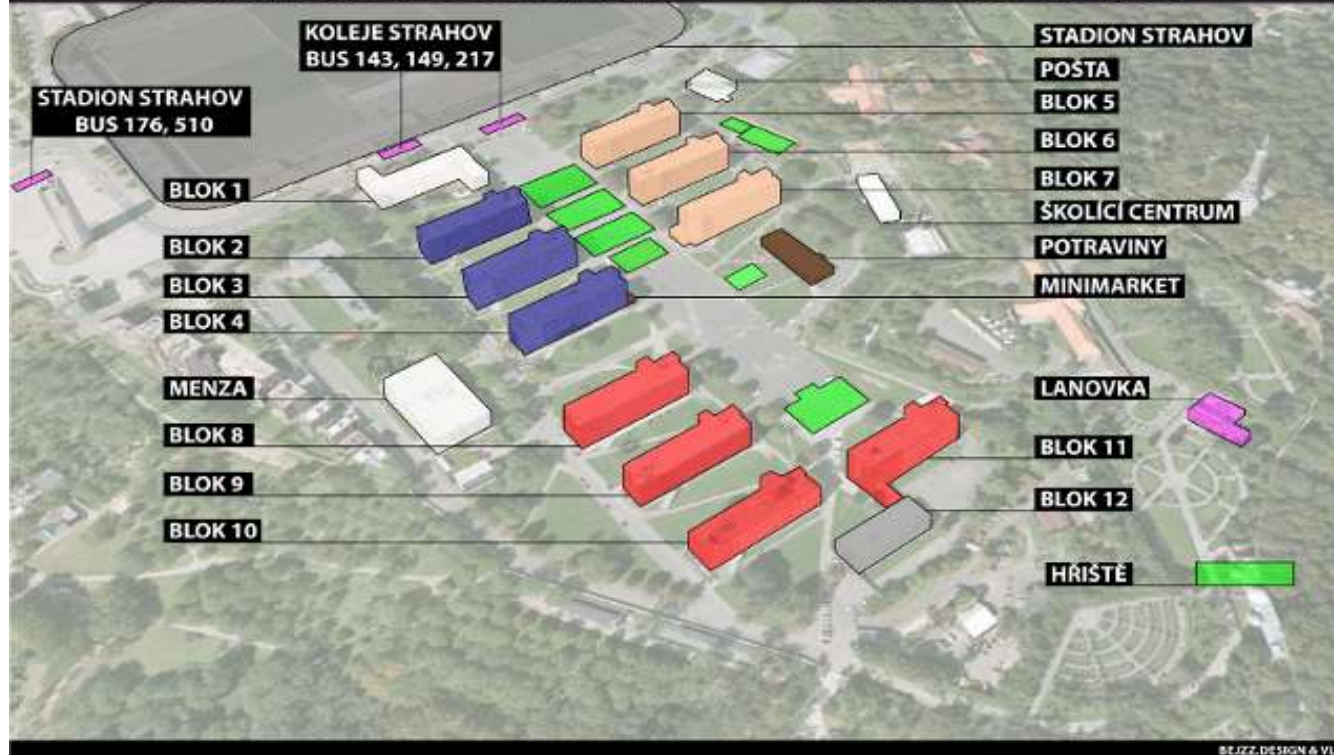 KOLEJE STRAHOV
BUS 143, 149, 217
STADION STRAHOV
BUS 176, 510
BLOK 1
BLOK 2
BLOK 3
BLOK 4
MENZA
BLOK 8
BLOK 9
BLOK 10
STADION STRAHOV
POŠTA
BLOK 5
BLOK 6
BLOK 7
ŠKOLÍCÍ CENTRUM
POTRAVINY
MINIMARKET
LANOVKA
BLOK 11
BLOK 12
HŘIŠTĚ
BEJZZ.DESIGN &